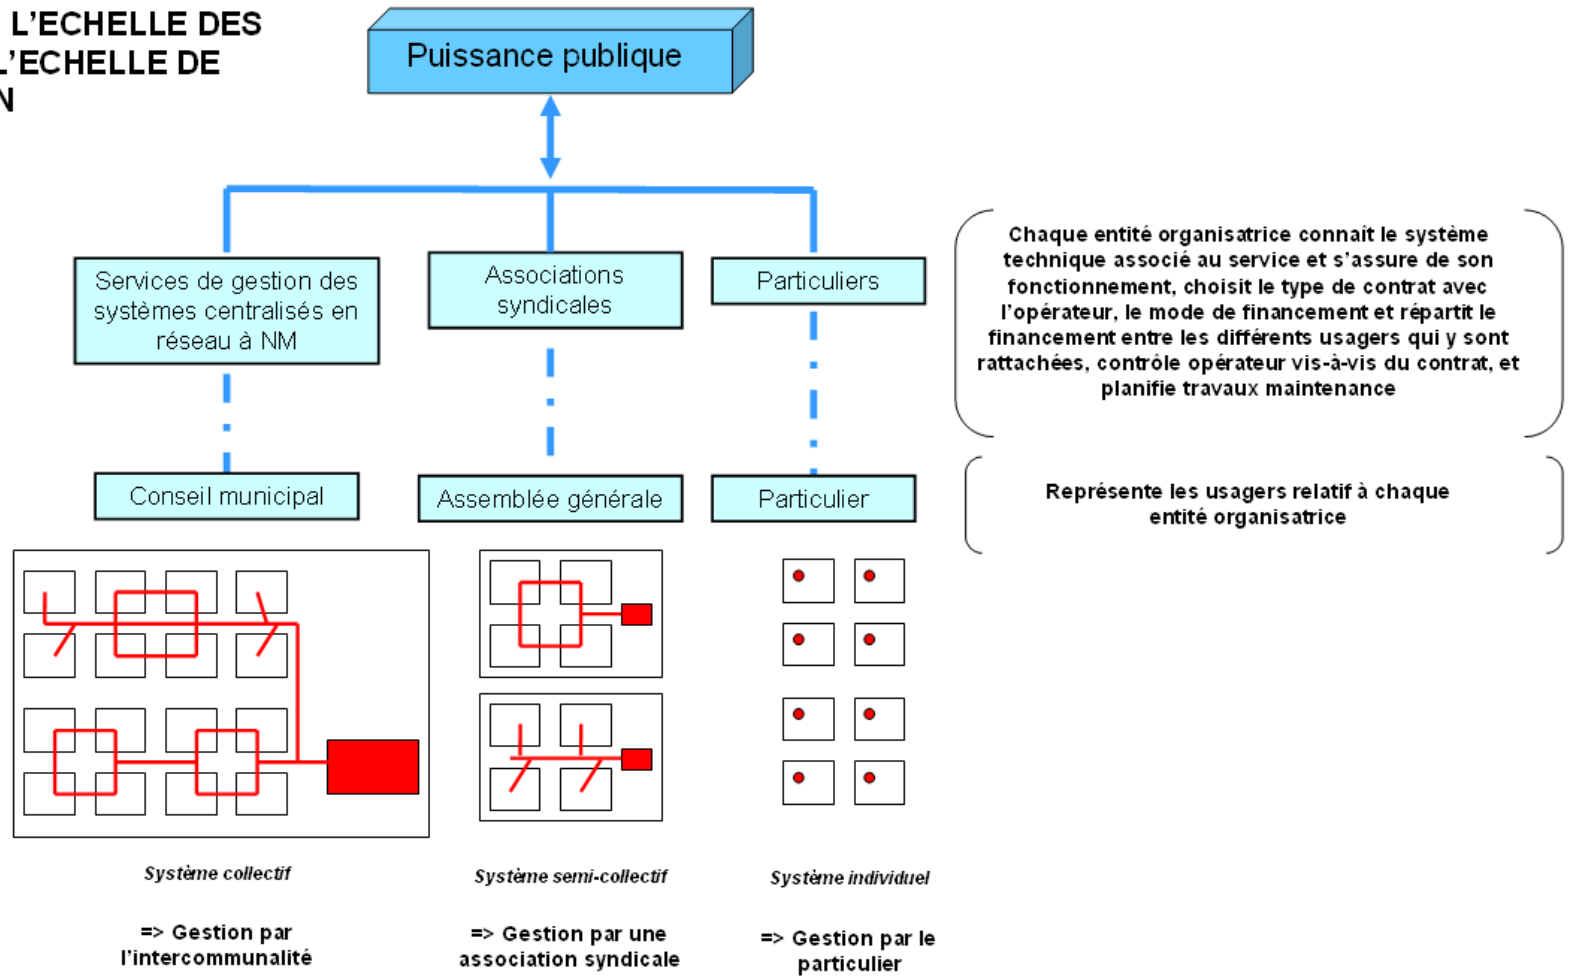 L'ECHELLE DES
L'ECHELLE DE
N
Puissance publique
Services de gestion des
systèmes centralisés en
réseau à NM
Associations
syndicales
Particuliers
Chaque entité organisatrice connaît le système
technique associé au service et s'assure de son
fonctionnement, choisit le type de contrat avec
l'opérateur, le mode de financement et répartit le
financement entre les différents usagers qui y sont
rattachées, contrôle opérateur vis-à-vis du contrat, et
planifie travaux maintenance
Conseil municipal
Assemblée générale
Particulier
Représente les usagers relatif à chaque
entité organisatrice
Système collectif
Système semi-collectif
Système individuel
=> Gestion par
l'intercommunalité
=> Gestion par une
association syndicale
=> Gestion par le
particulier